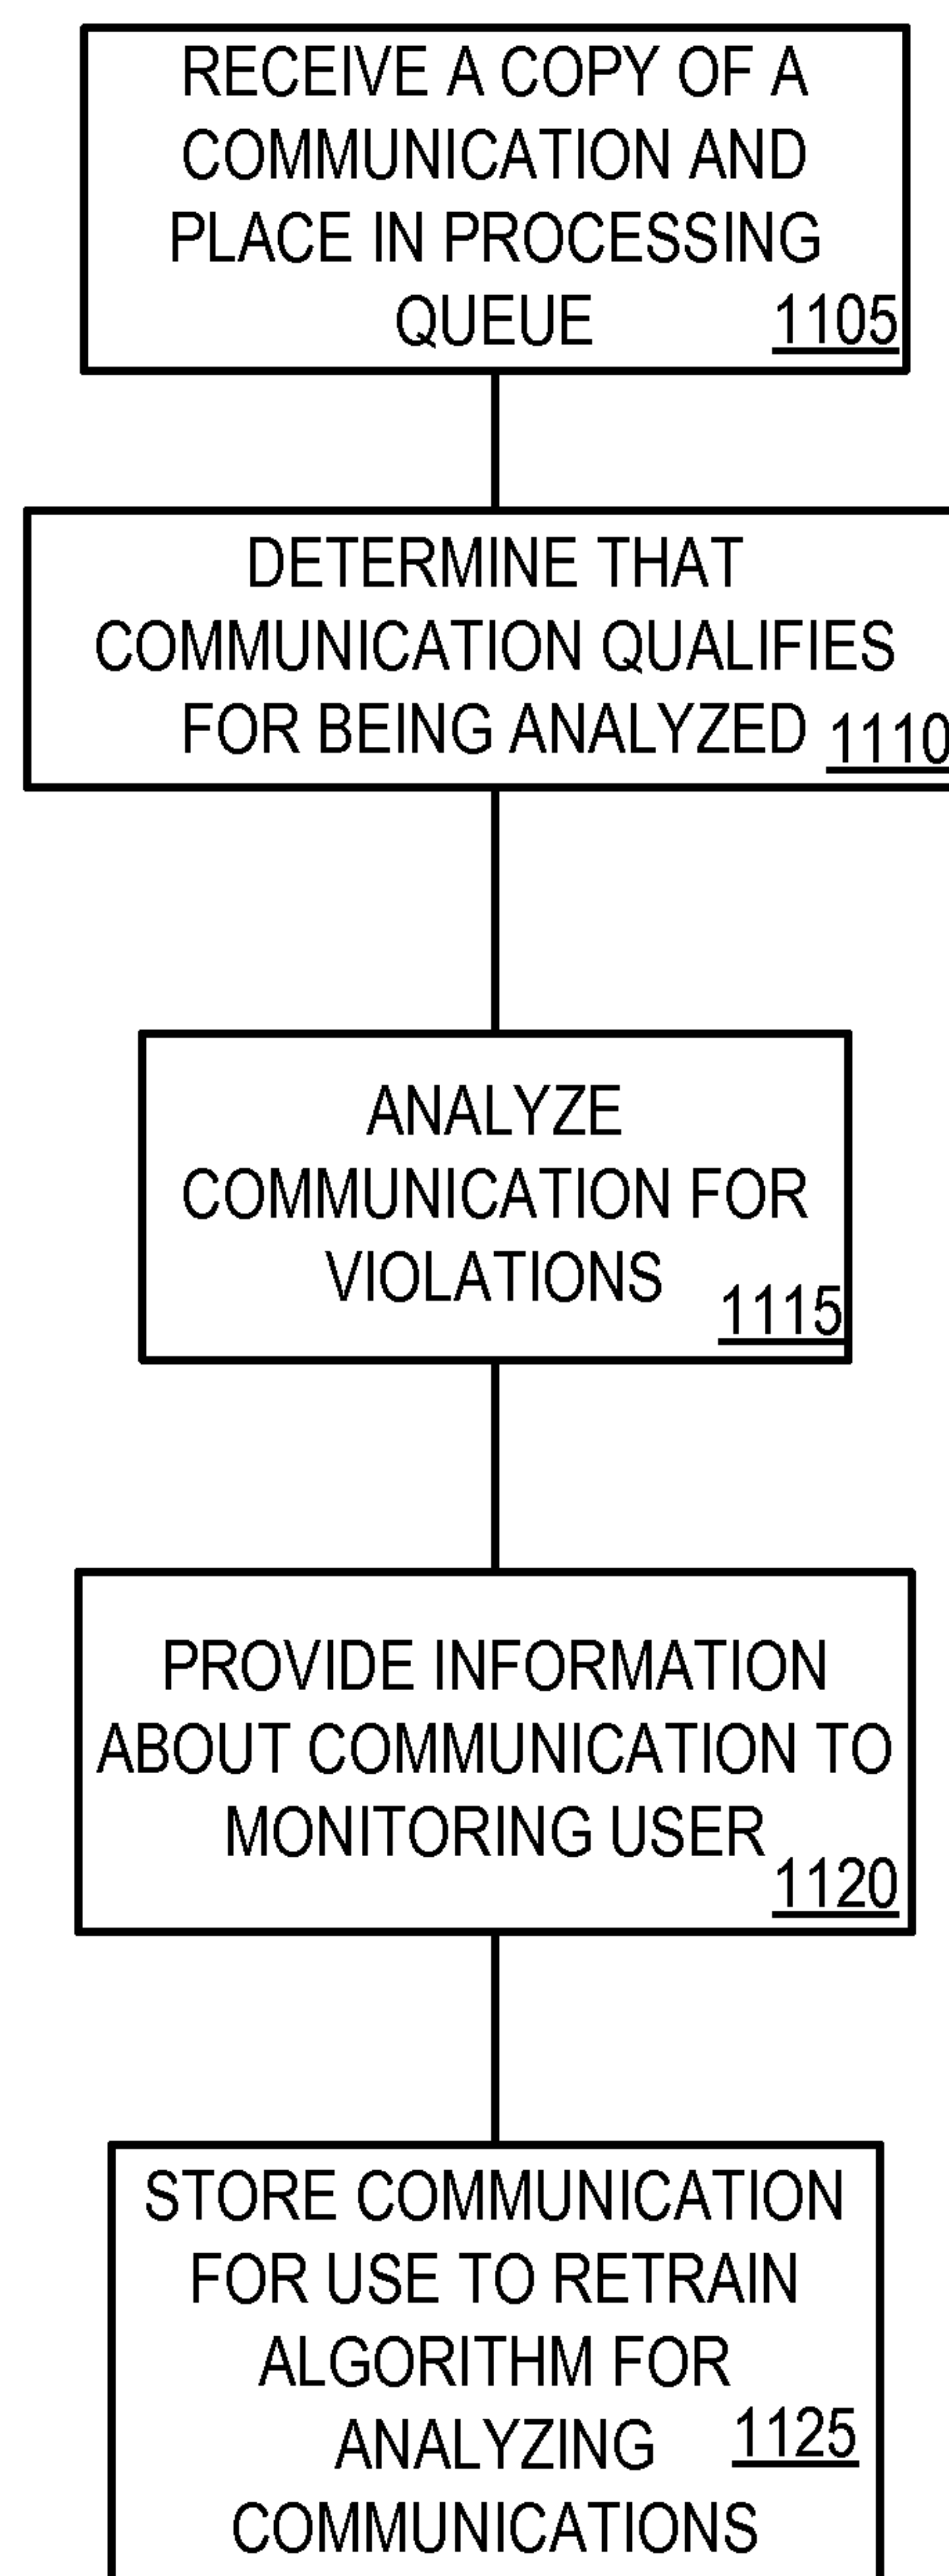 RECEIVE A COPY OF A
COMMUNICATION AND
PLACE IN PROCESSING
QUEUE 1105
DETERMINE THAT
COMMUNICATION QUALIFIES
FOR BEING ANALYZED 1110
ANALYZE
COMMUNICATION FOR
VIOLATIONS 1115
PROVIDE INFORMATION
ABOUT COMMUNICATION TO
MONITORING USER 1120
STORE COMMUNICATION
FOR USE TO RETRAIN
ALGORITHM FOR
ANALYZING 1125
COMMUNICATIONS